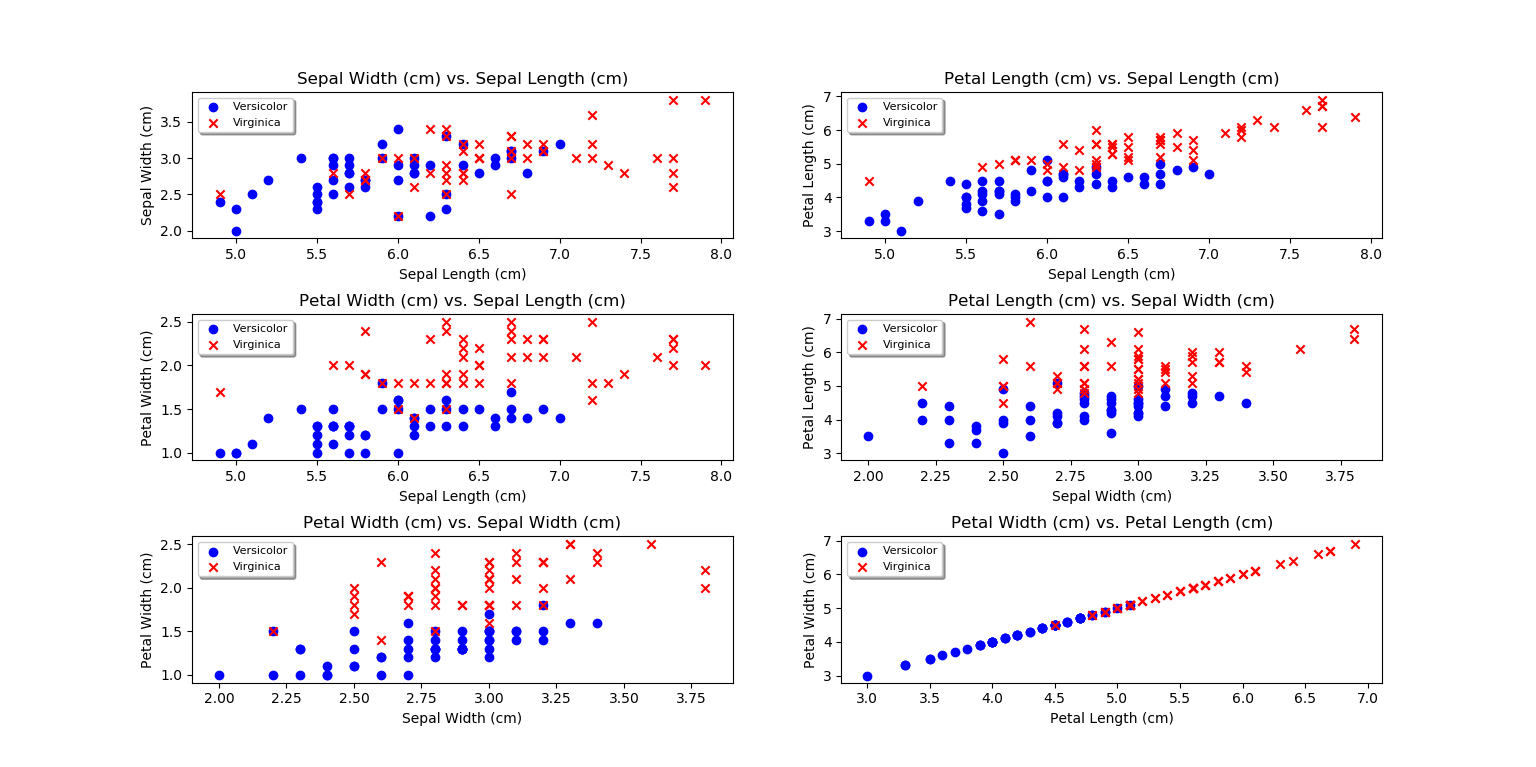 Sepal Width (cm) vs. Sepal Length (cm)
Sepal Width (cm)
3.5
3.0
2.5
2.0
Versicolor
Virginica
5.0 5.5 6.0 6.5 7.0 7.5 8.0
Sepal Length (cm)
Petal Length (cm) vs. Sepal Length (cm)
Petal Length (cm)
7
6
5
4
3
Versicolor
Virginica
5.0 5.5 6.0 6.5 7.0 7.5 8.0
Sepal Length (cm)
Petal Width (cm) vs. Sepal Length (cm)
Petal Width (cm)
2.5
2.0
1.5
1.0
Versicolor
Virginica
5.0 5.5 6.0 6.5 7.0 7.5 8.0
Sepal Length (cm)
Petal Length (cm) vs. Sepal Width (cm)
Petal Length (cm)
7
6
5
4
3
Versicolor
Virginica
2.00 2.25 2.50 2.75 3.00 3.25 3.50 3.75
Sepal Width (cm)
Petal Width (cm) vs. Sepal Width (cm)
Petal Width (cm)
2.5
2.0
1.5
1.0
Versicolor
Virginica
2.00 2.25 2.50 2.75 3.00 3.25 3.50 3.75
Sepal Width (cm)
Petal Width (cm) vs. Petal Length (cm)
Petal Width (cm)
7
6
5
4
3
Versicolor
Virginica
3.0 3.5 4.0 4.5 5.0 5.5 6.0 6.5 7.0
Petal Length (cm)